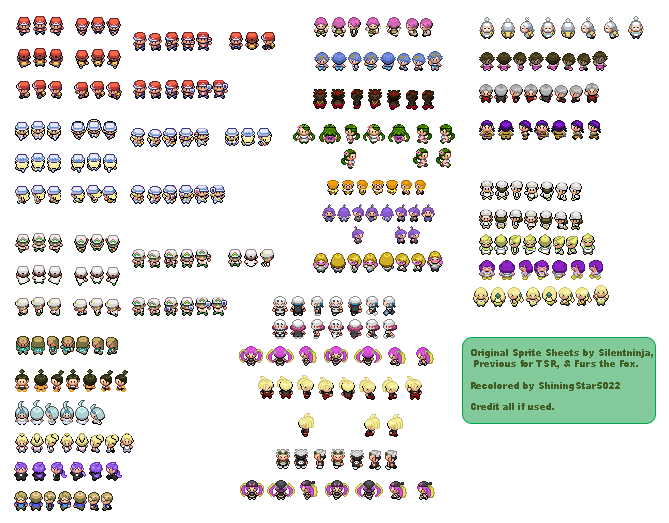 Original Sprite Sheets by Silentninja,
Previous for TSR, & Furs the Fox.
Recolored by ShiningStar5022
Credit all if used.